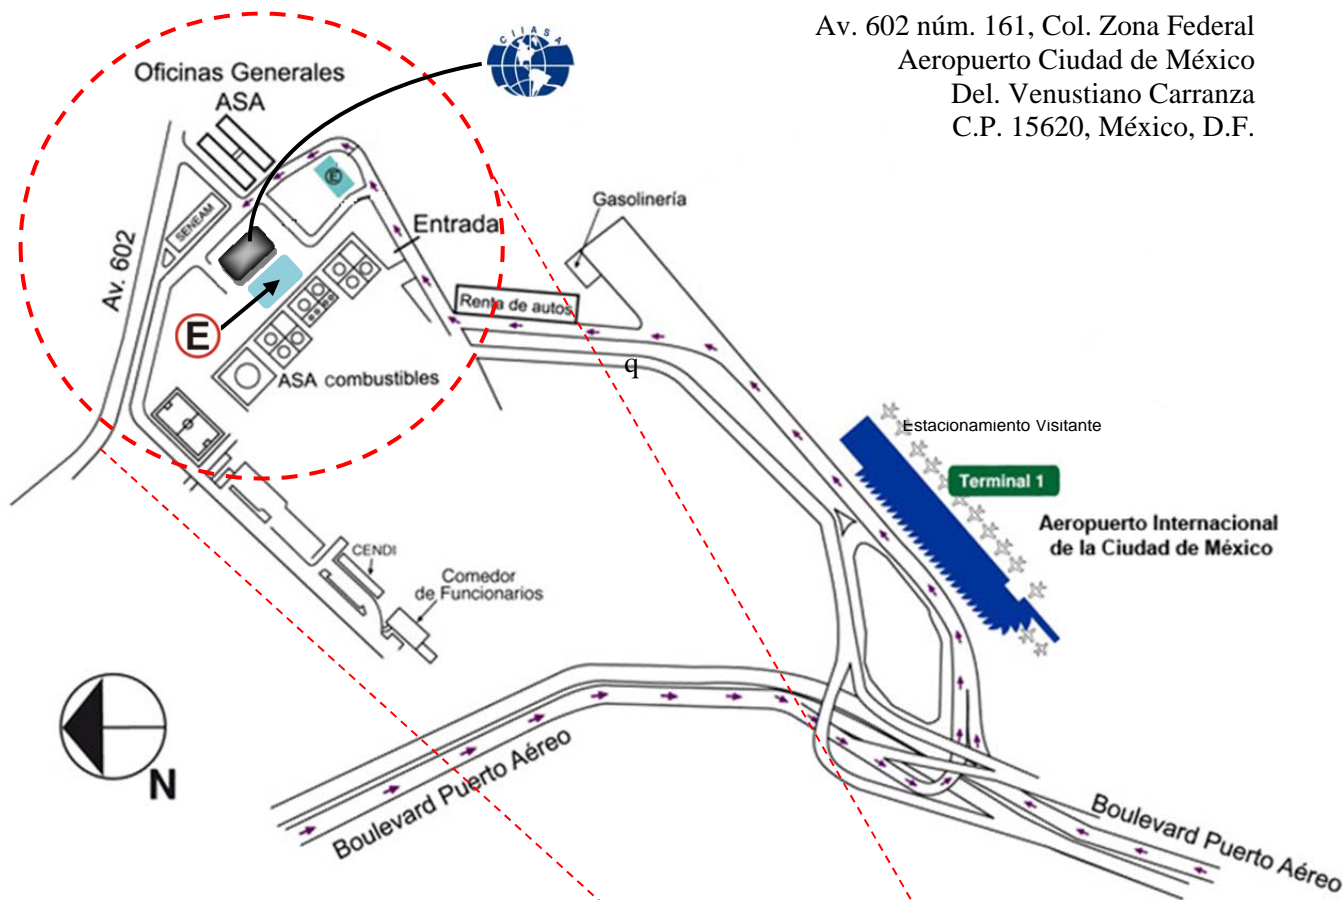 Av. 602 núm. 161, Col. Zona Federal
Aeropuerto Ciudad de México
Del. Venustiano Carranza
C.P. 15620, México, D.F.
CIIASA
Oficinas Generales
ASA
E
SENEAM
Av. 602
Entrada
Gasolinería
Renta de autos
E
q
ASA combustibles
Estacionamiento Visitante
Terminal 1
Aeropuerto Internacional
de la Ciudad de México
CENDI
Comedor
de Funcionarios
N
Boulevard Puerto Aéreo
Boulevard Puerto Aéreo